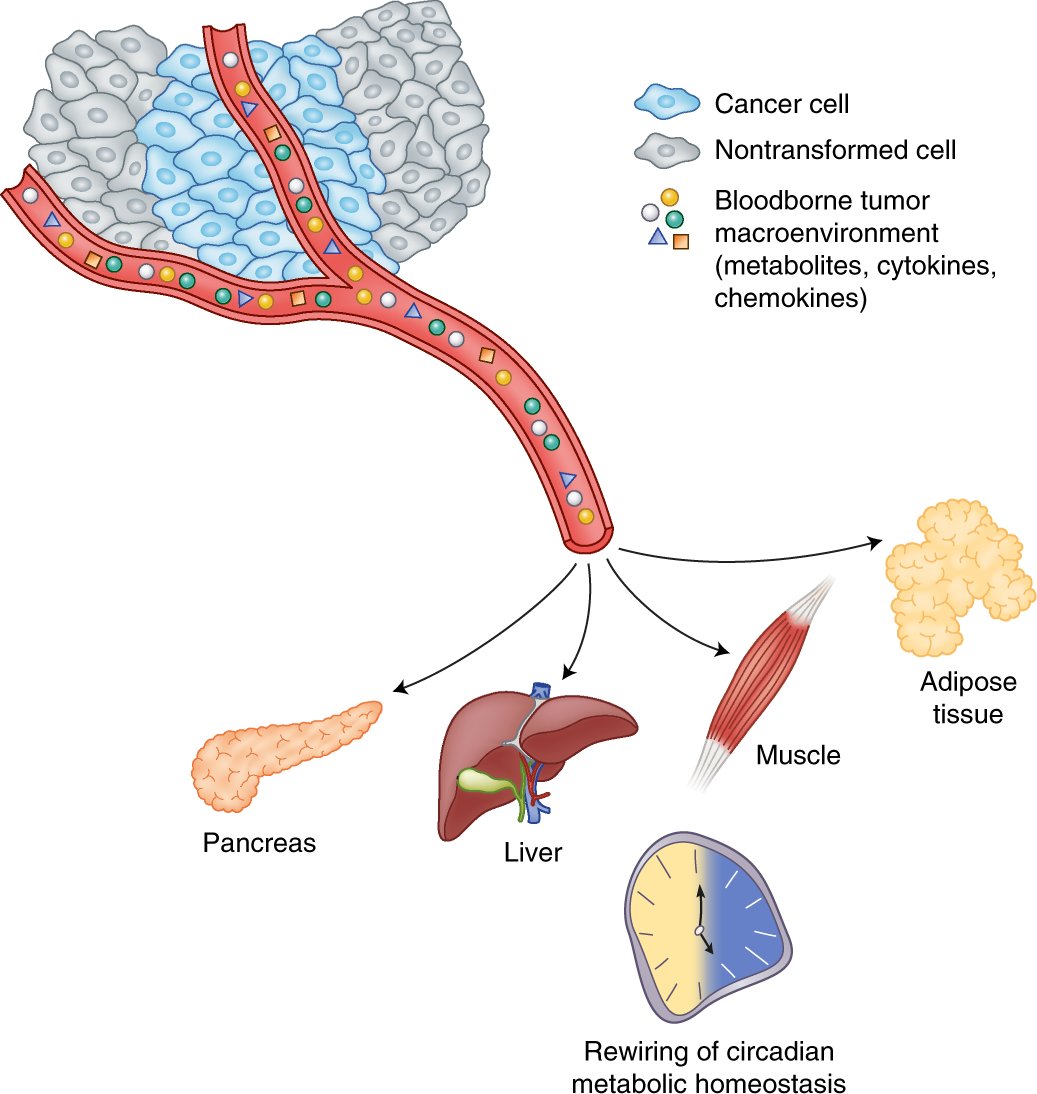 Cancer cell
Nontransformed cell
Bloodborne tumor
macroenvironment
(metabolites, cytokines,
chemokines)
Adipose
tissue
Muscle
Pancreas
Liver
Rewiring of circadian
metabolic homeostasis